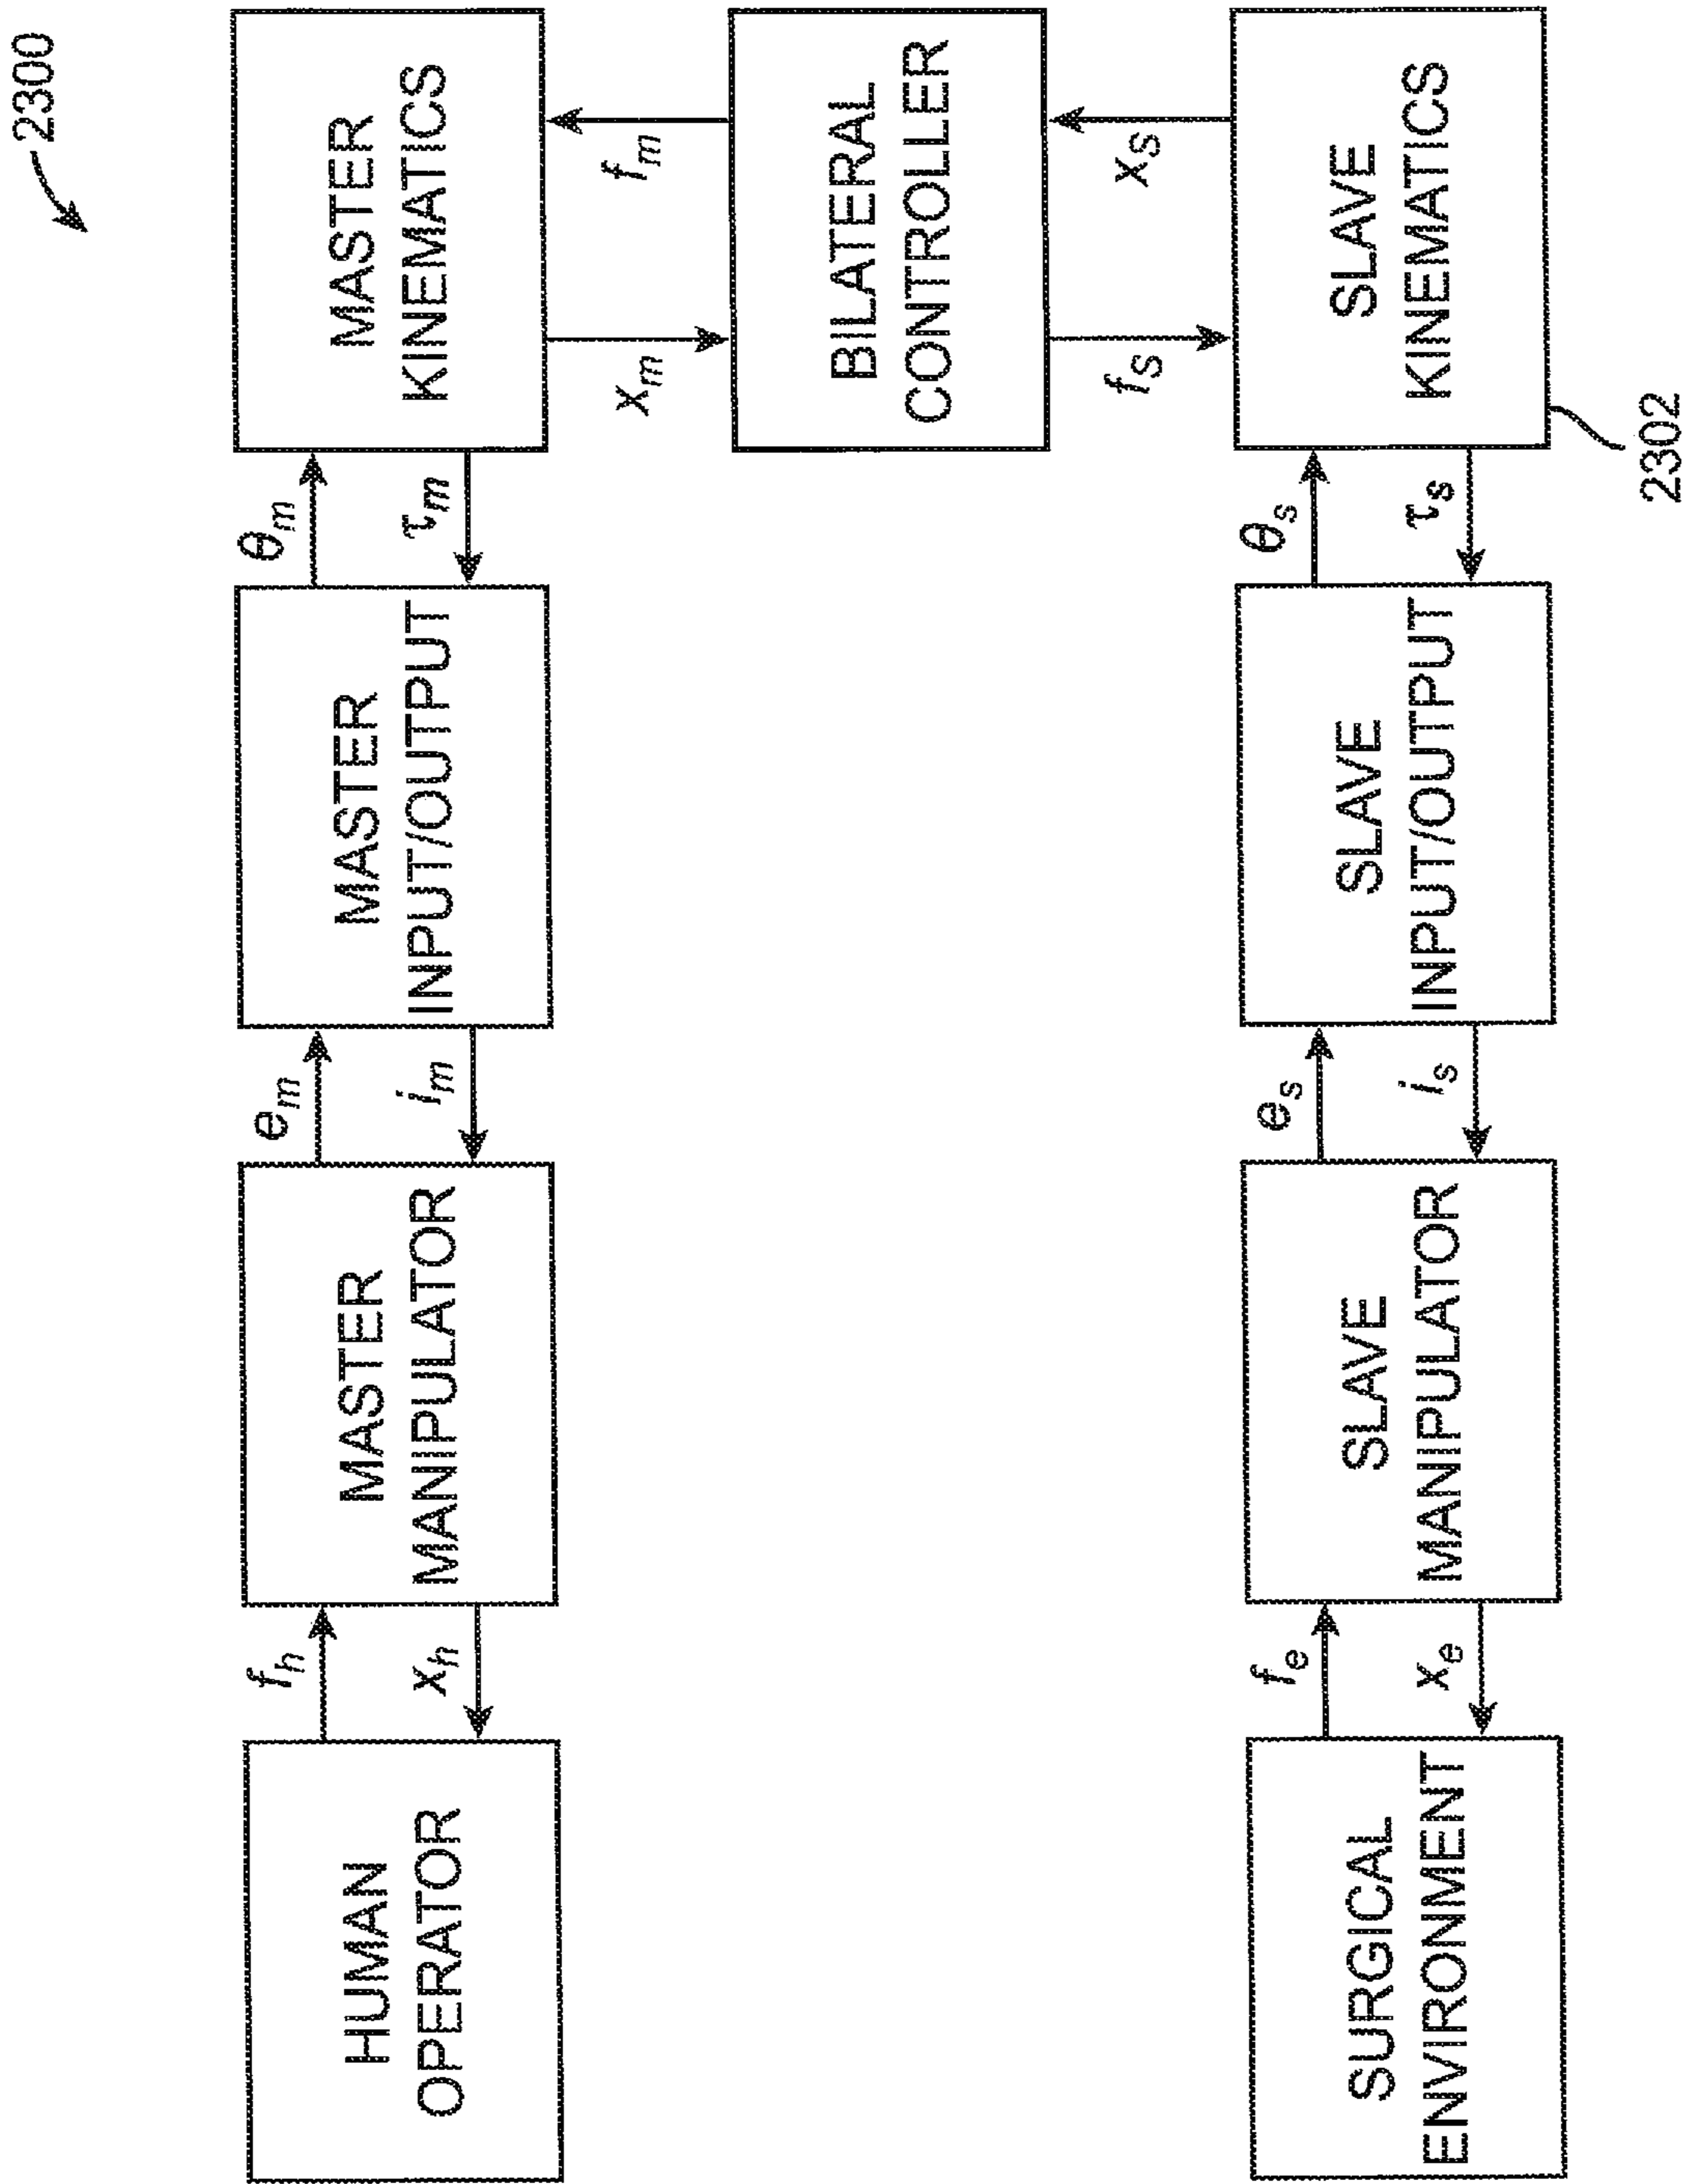 2300
HUMAN
OPERATOR
f_h
x_h
MASTER
MANIPULATOR
e_m
i_m
MASTER
INPUT/OUTPUT
θ_m
τ_m
MASTER
KINEMATICS
x_m
f_m
BILATERAL
CONTROLLER
f_s
x_s
SURGICAL
ENVIRONMENT
f_e
x_e
SLAVE
MANIPULATOR
e_s
i_s
SLAVE
INPUT/OUTPUT
θ_s
τ_s
SLAVE
KINEMATICS
2302